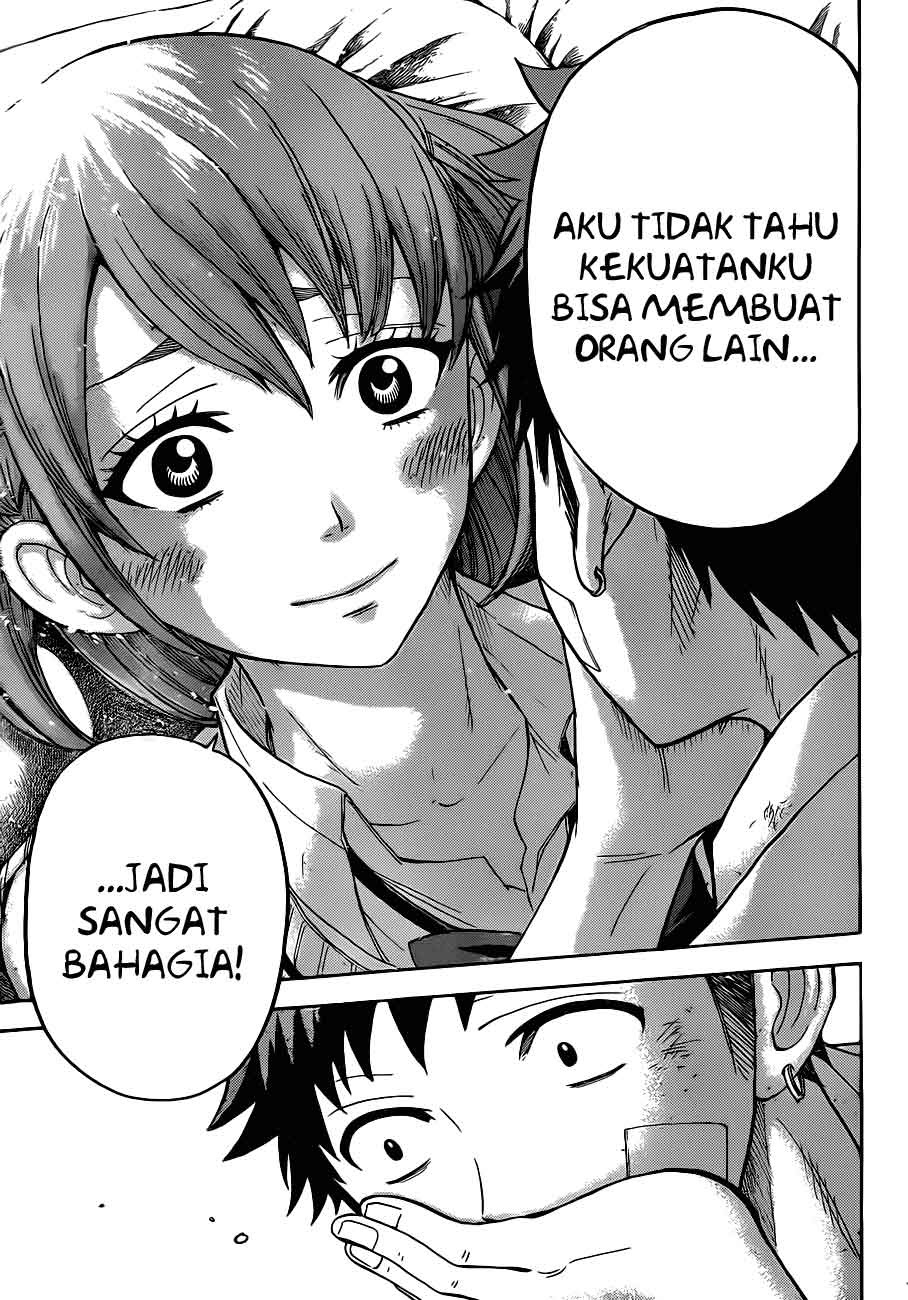 AKU TIDAK TAHU
KEKUATANKU
BISA MEMBUAT
ORANG LAIN...
...JADI
SANGAT
BAHAGIA!